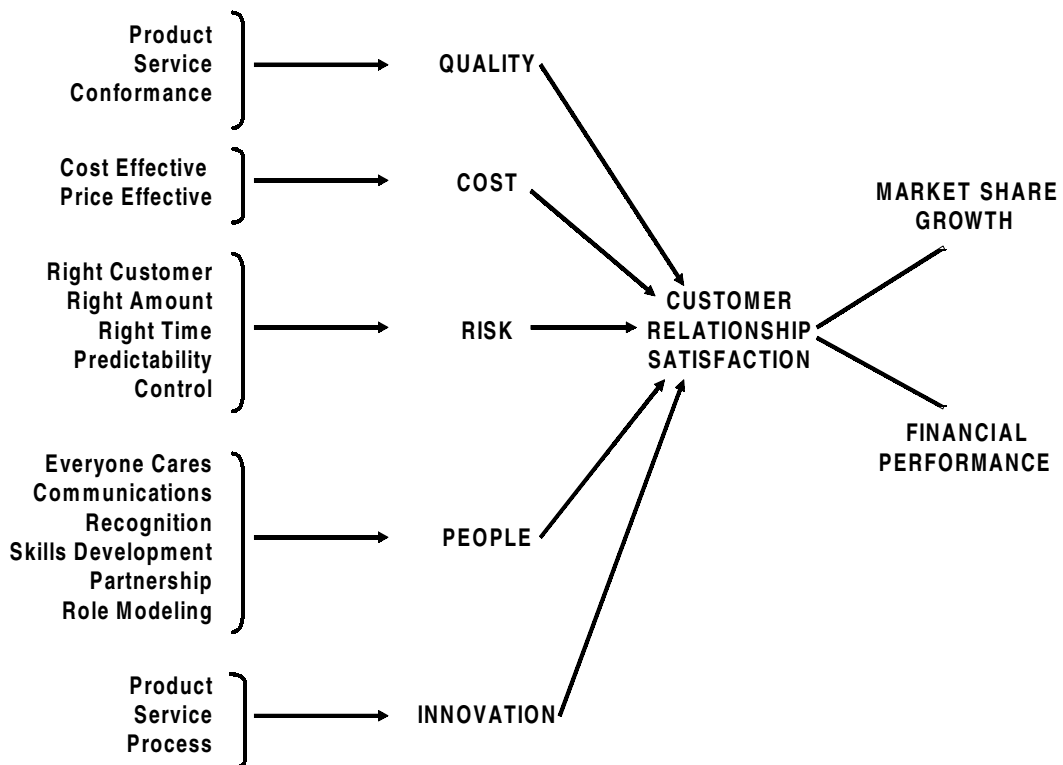 Product
Service
Conformance
QUALITY
Cost Effective
Price Effective
COST
Right Customer
Right Amount
Right Time
Predictability
Control
RISK
Everyone Cares
Communications
Recognition
Skills Development
Partnership
Role Modeling
PEOPLE
Product
Service
Process
INNOVATION
CUSTOMER
RELATIONSHIP
SATISFACTION
MARKET SHARE
GROWTH
FINANCIAL
PERFORMANCE